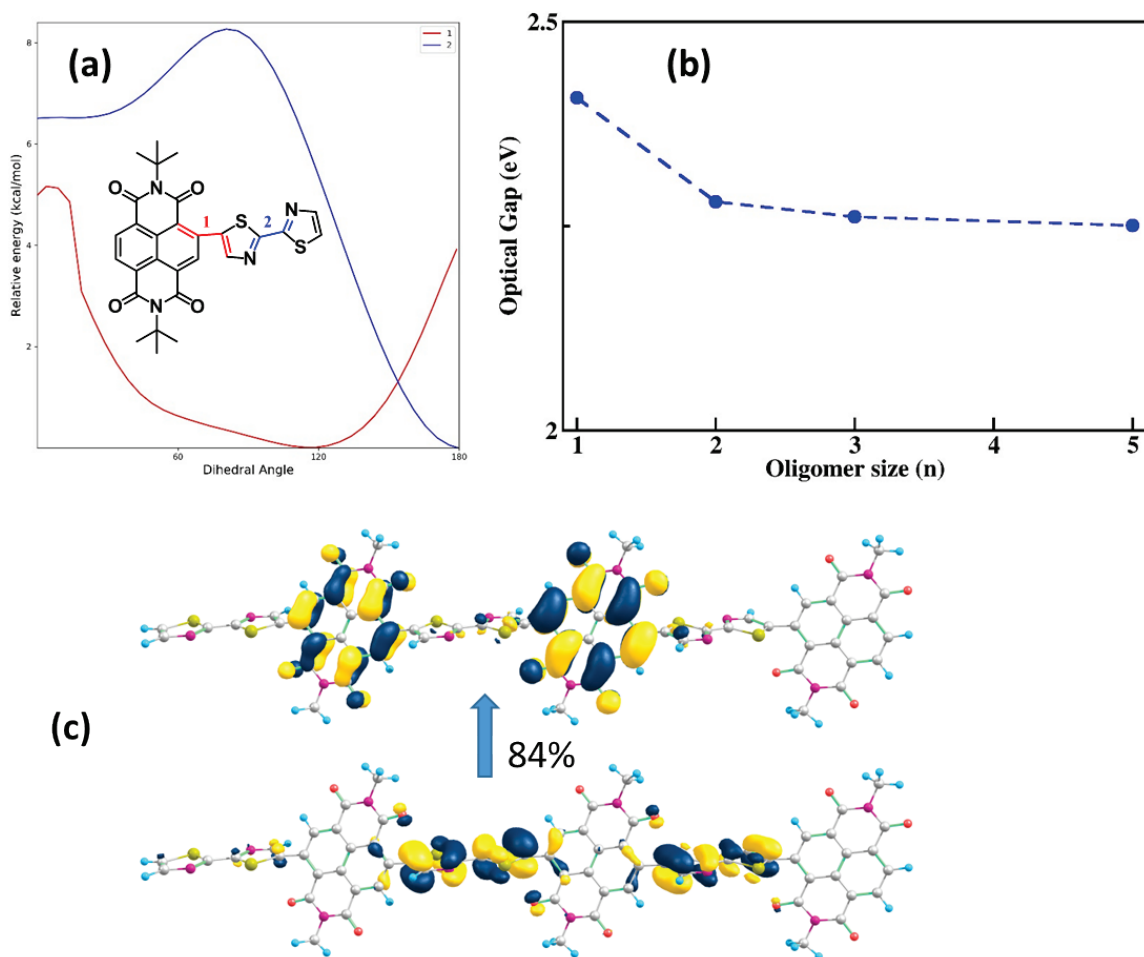 (a)
1
2
8
6
4
2
Relative energy (kcal/mol)
60
120
180
Dihedral Angle
N
O
O
1
S
2
N
N
S
O
N
O
(b)
2.5
2
Optical Gap (eV)
1
2
3
4
5
Oligomer size (n)
(c)
84%